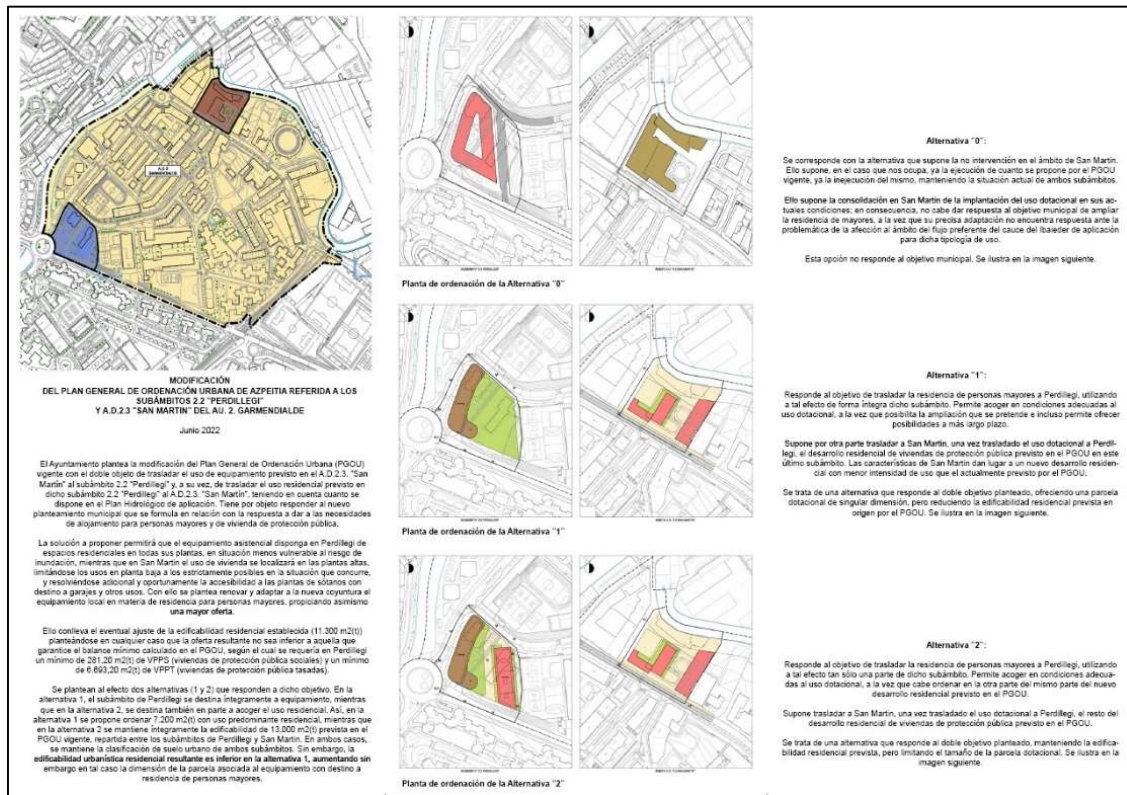 A.U. 2.
GARMENDIALDE
MODIFICACIÓN
DEL PLAN GENERAL DE ORDENACIÓN URBANA DE AZPEITIA REFERIDA A LOS
SUBÁMBITOS 2.2 "PERDILLEGI"
Y A.D.2.3 "SAN MARTIN" DEL AU. 2. GARMENDIALDE
Junio 2022
El Ayuntamiento plantea la modificación del Plan General de Ordenación Urbana (PGOU)
vigente con el doble objeto de trasladar el uso de equipamiento previsto en el A.D.2.3. "San
Martín" al subámbito 2.2 "Perdillegi" y, a su vez, de trasladar el uso residencial previsto en
dicho subámbito 2.2 "Perdillegi" al A.D.2.3. "San Martín", teniendo en cuenta cuanto se
dispone en el Plan Hidrológico de aplicación. Tiene por objeto responder al nuevo
planteamiento municipal que se formula en relación con la respuesta a dar a las necesidades
de alojamiento para personas mayores y de vivienda de protección pública.
La solución a proponer permitirá que el equipamiento asistencial disponga en Perdillegi de
espacios residenciales en todas sus plantas, en situación menos vulnerable al riesgo de
inundación, mientras que en San Martin el uso de vivienda se localizará en las plantas altas,
limitándose los usos en planta baja a los estrictamente posibles en la situación que concurre,
y resolviéndose adicional y oportunamente la accesibilidad a las plantas de sótanos con
destino a garajes y otros usos. Con ello se plantea renovar y adaptar a la nueva coyuntura el
equipamiento local en materia de residencia para personas mayores, propiciando asimismo
una mayor oferta.
Ello conlleva el eventual ajuste de la edificabilidad residencial establecida (11.300 m2(t))
planteándose en cualquier caso que la oferta resultante no sea inferior a aquella que
garantice el balance mínimo calculado en el PGOU, según el cual se requería en Perdillegi
un mínimo de 281,20 m2(t) de VPPS (viviendas de protección pública sociales) y un mínimo
de 6.693,20 m2(t) de VPPT (viviendas de protección pública tasadas).
Se plantean al efecto dos alternativas (1 y 2) que responden a dicho objetivo. En la
alternativa 1, el subámbito de Perdillegi se destina íntegramente a equipamiento, mientras
que en la alternativa 2, se destina también en parte a acoger el uso residencial. Así, en la
alternativa 1 se propone ordenar 7.200 m2(t) con uso predominante residencial, mientras que
en la alternativa 2 se mantiene íntegramente la edificabilidad de 13.000 m2(t) prevista en el
PGOU vigente, repartida entre los subámbitos de Perdillegi y San Martin. En ambos casos,
se mantiene la clasificación de suelo urbano de ambos subámbitos. Sin embargo, la
edificabilidad urbanística residencial resultante es inferior en la alternativa 1, aumentando sin
embargo en tal caso la dimensión de la parcela asociada al equipamiento con destino a
residencia de personas mayores.
Planta de ordenación de la Alternativa "0"
Planta de ordenación de la Alternativa "1"
Planta de ordenación de la Alternativa "2"
Alternativa "0":
Se corresponde con la alternativa que supone la no intervención en el ámbito de San Martín.
Ello supone, en el caso que nos ocupa, ya la ejecución de cuanto se propone por el PGOU
vigente, ya la inejecución del mismo, manteniendo la situación actual de ambos subámbitos.
Ello supone la consolidación en San Martín de la implantación del uso dotacional en sus ac-
tuales condiciones; en consecuencia, no cabe dar respuesta al objetivo municipal de ampliar
la residencia de mayores, a la vez que su precisa adaptación no encuentra respuesta ante la
problemática de la afección al ámbito del flujo preferente del cauce del Ibaieder de aplicación
para dicha tipología de uso.
Esta opción no responde al objetivo municipal. Se ilustra en la imagen siguiente.
Alternativa "1":
Responde al objetivo de trasladar la residencia de personas mayores a Perdillegi, utilizando
a tal efecto de forma íntegra dicho subámbito. Permite acoger en condiciones adecuadas al
uso dotacional, a la vez que posibilita la ampliación que se pretende e incluso permite ofrecer
posibilidades a más largo plazo.
Supone por otra parte trasladar a San Martín, una vez trasladado el uso dotacional a Perdil-
legi, el desarrollo residencial de viviendas de protección pública previsto en el PGOU en este
último subámbito. Las características de San Martín dan lugar a un nuevo desarrollo residen-
cial con menor intensidad de uso que el actualmente previsto por el PGOU.
Se trata de una alternativa que responde al doble objetivo planteado, ofreciendo una parcela
dotacional de singular dimensión, pero reduciendo la edificabilidad residencial prevista en
origen por el PGOU. Se ilustra en la imagen siguiente.
Alternativa "2":
Responde al objetivo de trasladar la residencia de personas mayores a Perdillegi, utilizando
a tal efecto tan sólo una parte de dicho subámbito. Permite acoger en condiciones adecua-
das al uso dotacional, a la vez que cabe ordenar en la otra parte del mismo parte del nuevo
desarrollo residencial previsto en el PGOU.
Supone trasladar a San Martín, una vez trasladado el uso dotacional a Perdillegi, el resto del
desarrollo residencial de viviendas de protección pública previsto en el PGOU.
Se trata de una alternativa que responde al doble objetivo planteado, manteniendo la edifica-
bilidad residencial prevista, pero limitando el tamaño de la parcela dotacional. Se ilustra en la
imagen siguiente.